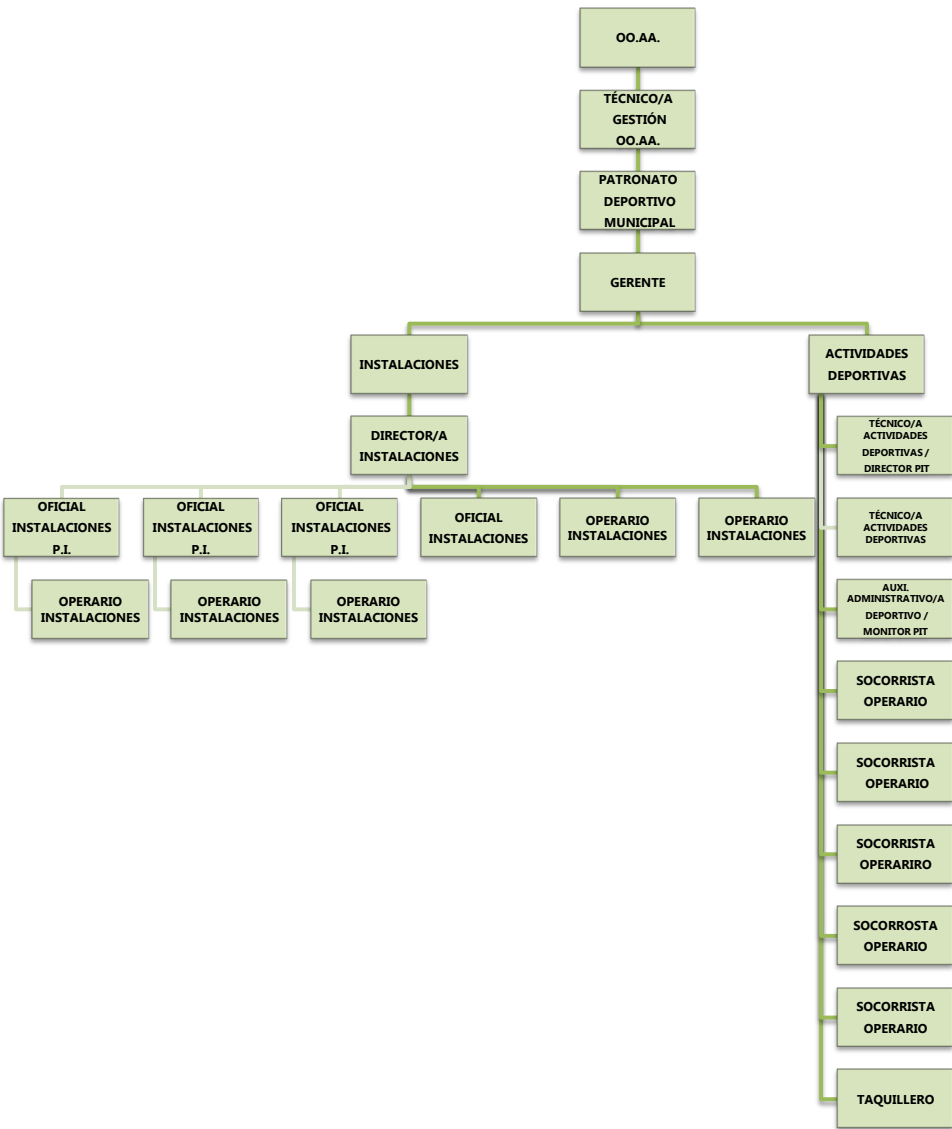 OO.AA.
TÉCNICO/A
GESTIÓN
OO.AA.
PATRONATO
DEPORTIVO
MUNICIPAL
GERENTE
INSTALACIONES
ACTIVIDADES
DEPORTIVAS
DIRECTOR/A
INSTALACIONES
OFICIAL
INSTALACIONES
P.I.
OFICIAL
INSTALACIONES
P.I.
OFICIAL
INSTALACIONES
P.I.
OFICIAL
INSTALACIONES
OPERARIO
INSTALACIONES
OPERARIO
INSTALACIONES
OPERARIO
INSTALACIONES
OPERARIO
INSTALACIONES
OPERARIO
INSTALACIONES
TÉCNICO/A
ACTIVIDADES
DEPORTIVAS /
DIRECTOR PIT
TÉCNICO/A
ACTIVIDADES
DEPORTIVAS
AUXI.
ADMINISTRATIVO/A
DEPORTIVO /
MONITOR PIT
SOCORRISTA
OPERARIO
SOCORRISTA
OPERARIO
SOCORRISTA
OPERARIRO
SOCORROSTA
OPERARIO
SOCORRISTA
OPERARIO
TAQUILLERO